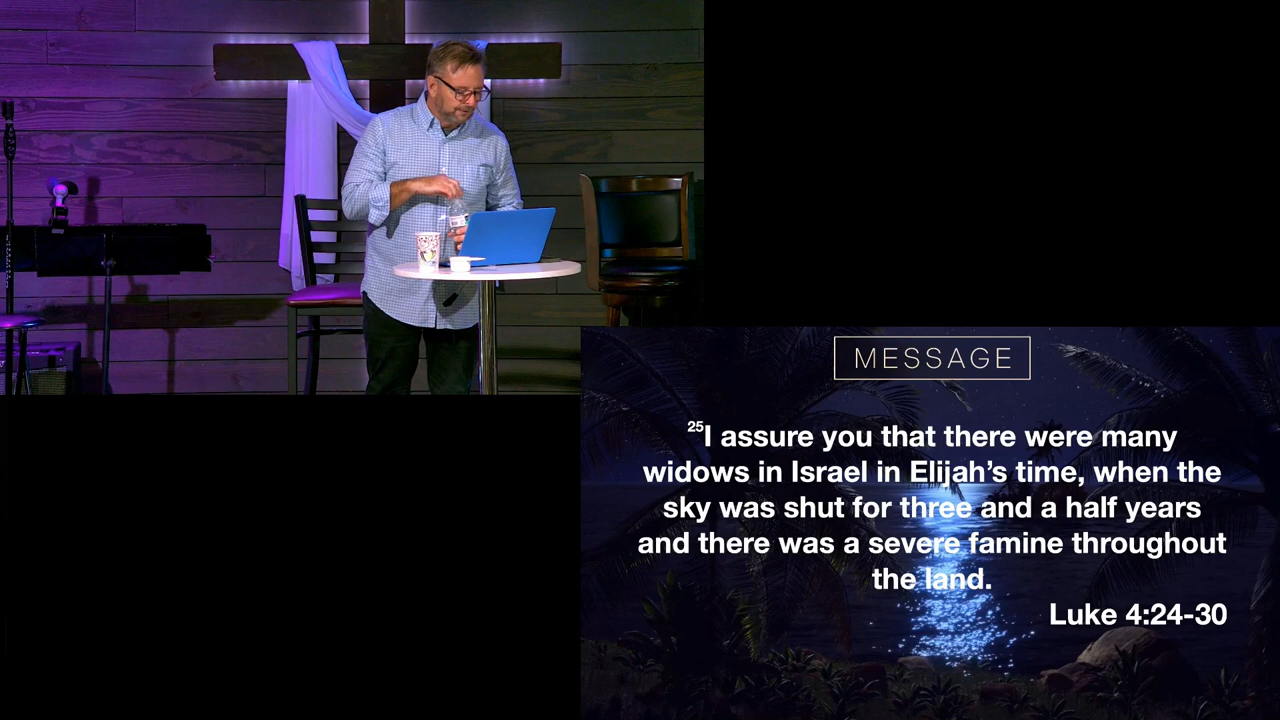 MESSAGE
²⁵I assure you that there were many
widows in Israel in Elijah’s time, when the
sky was shut for three and a half years
and there was a severe famine throughout
the land.
Luke 4:24-30